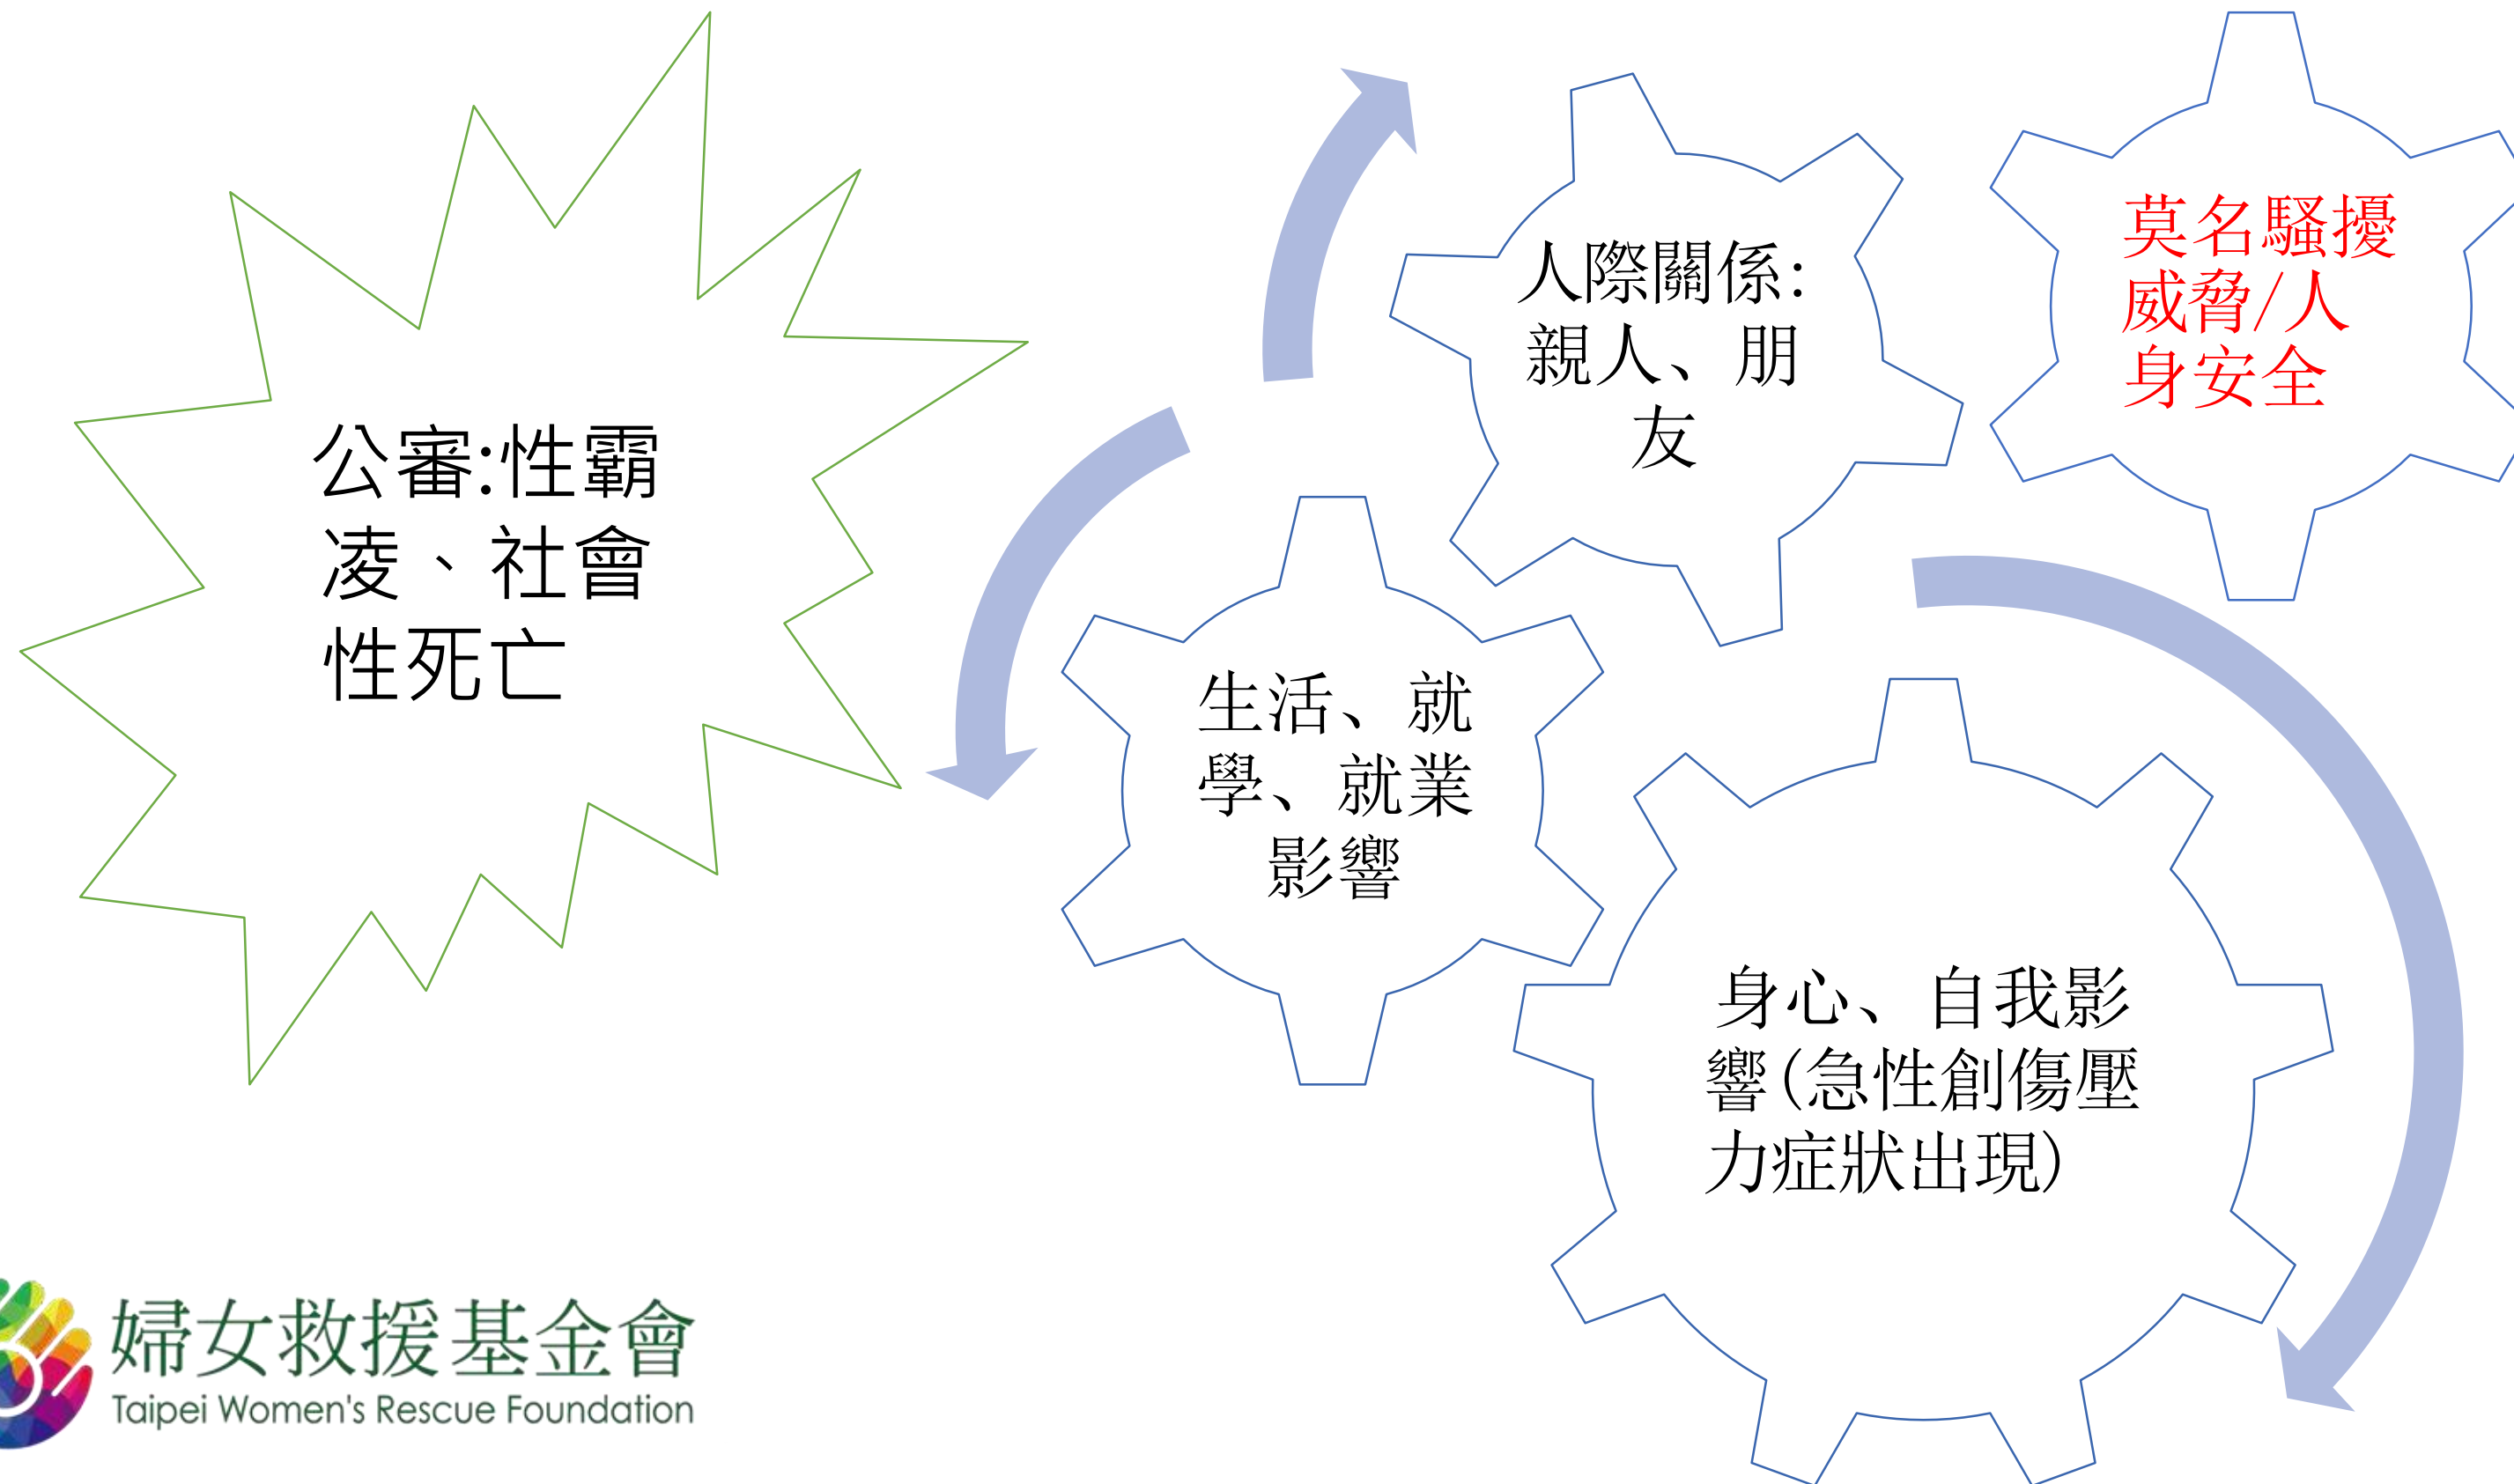 公審:性霸
凌、社會
性死亡
人際關係:
親人、朋
友
莫名騷擾
威脅/人
身安全
生活、就
學、就業
影響
身心、自我影
響(急性創傷壓
力症狀出現)
婦女救援基金會
Taipei Women's Rescue Foundation